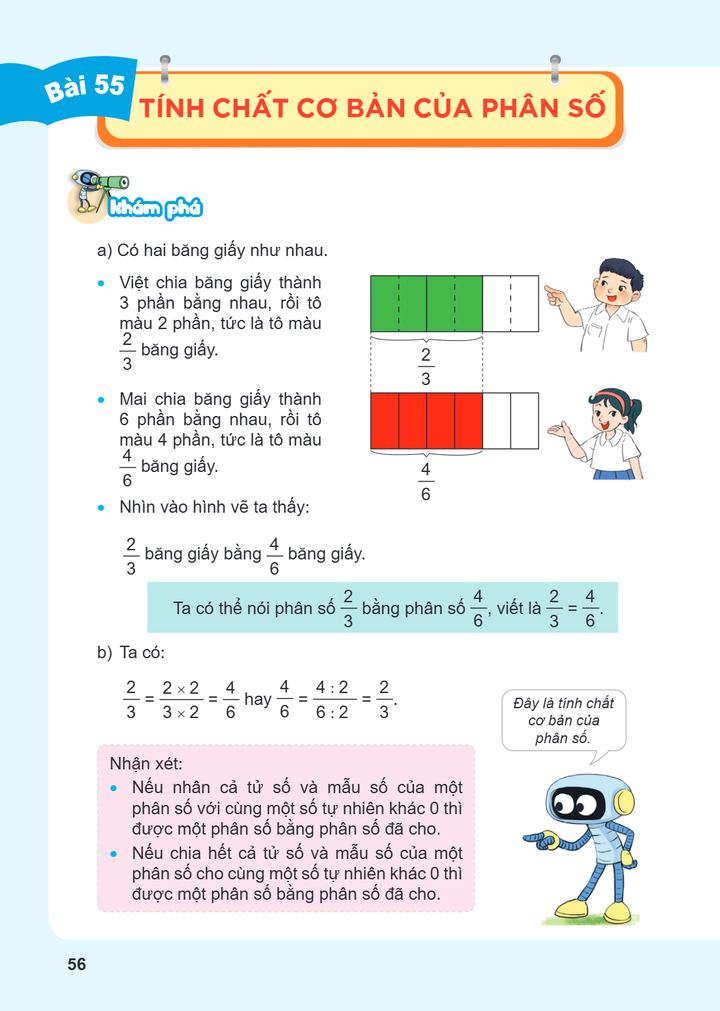 Bài 55
TÍNH CHẤT CƠ BẢN CỦA PHÂN SỐ
Khám phá
a) Có hai băng giấy như nhau.
• Việt chia băng giấy thành
3 phần bằng nhau, rồi tô
màu 2 phần, tức là tô màu
2/3 băng giấy.
2/3
• Mai chia băng giấy thành
6 phần bằng nhau, rồi tô
màu 4 phần, tức là tô màu
4/6 băng giấy.
4/6
• Nhìn vào hình vẽ ta thấy:
2/3 băng giấy bằng 4/6 băng giấy.
Ta có thể nói phân số 2/3 bằng phân số 4/6, viết là 2/3 = 4/6.
b) Ta có:
2/3 = 2 × 2/3 × 2 = 4/6 hay 4/6 = 4 : 2/6 : 2 = 2/3.
Đây là tính chất
cơ bản của
phân số.
Nhận xét:
• Nếu nhân cả tử số và mẫu số của một
phân số với cùng một số tự nhiên khác 0 thì
được một phân số bằng phân số đã cho.
• Nếu chia hết cả tử số và mẫu số của một
phân số cho cùng một số tự nhiên khác 0 thì
được một phân số bằng phân số đã cho.
56